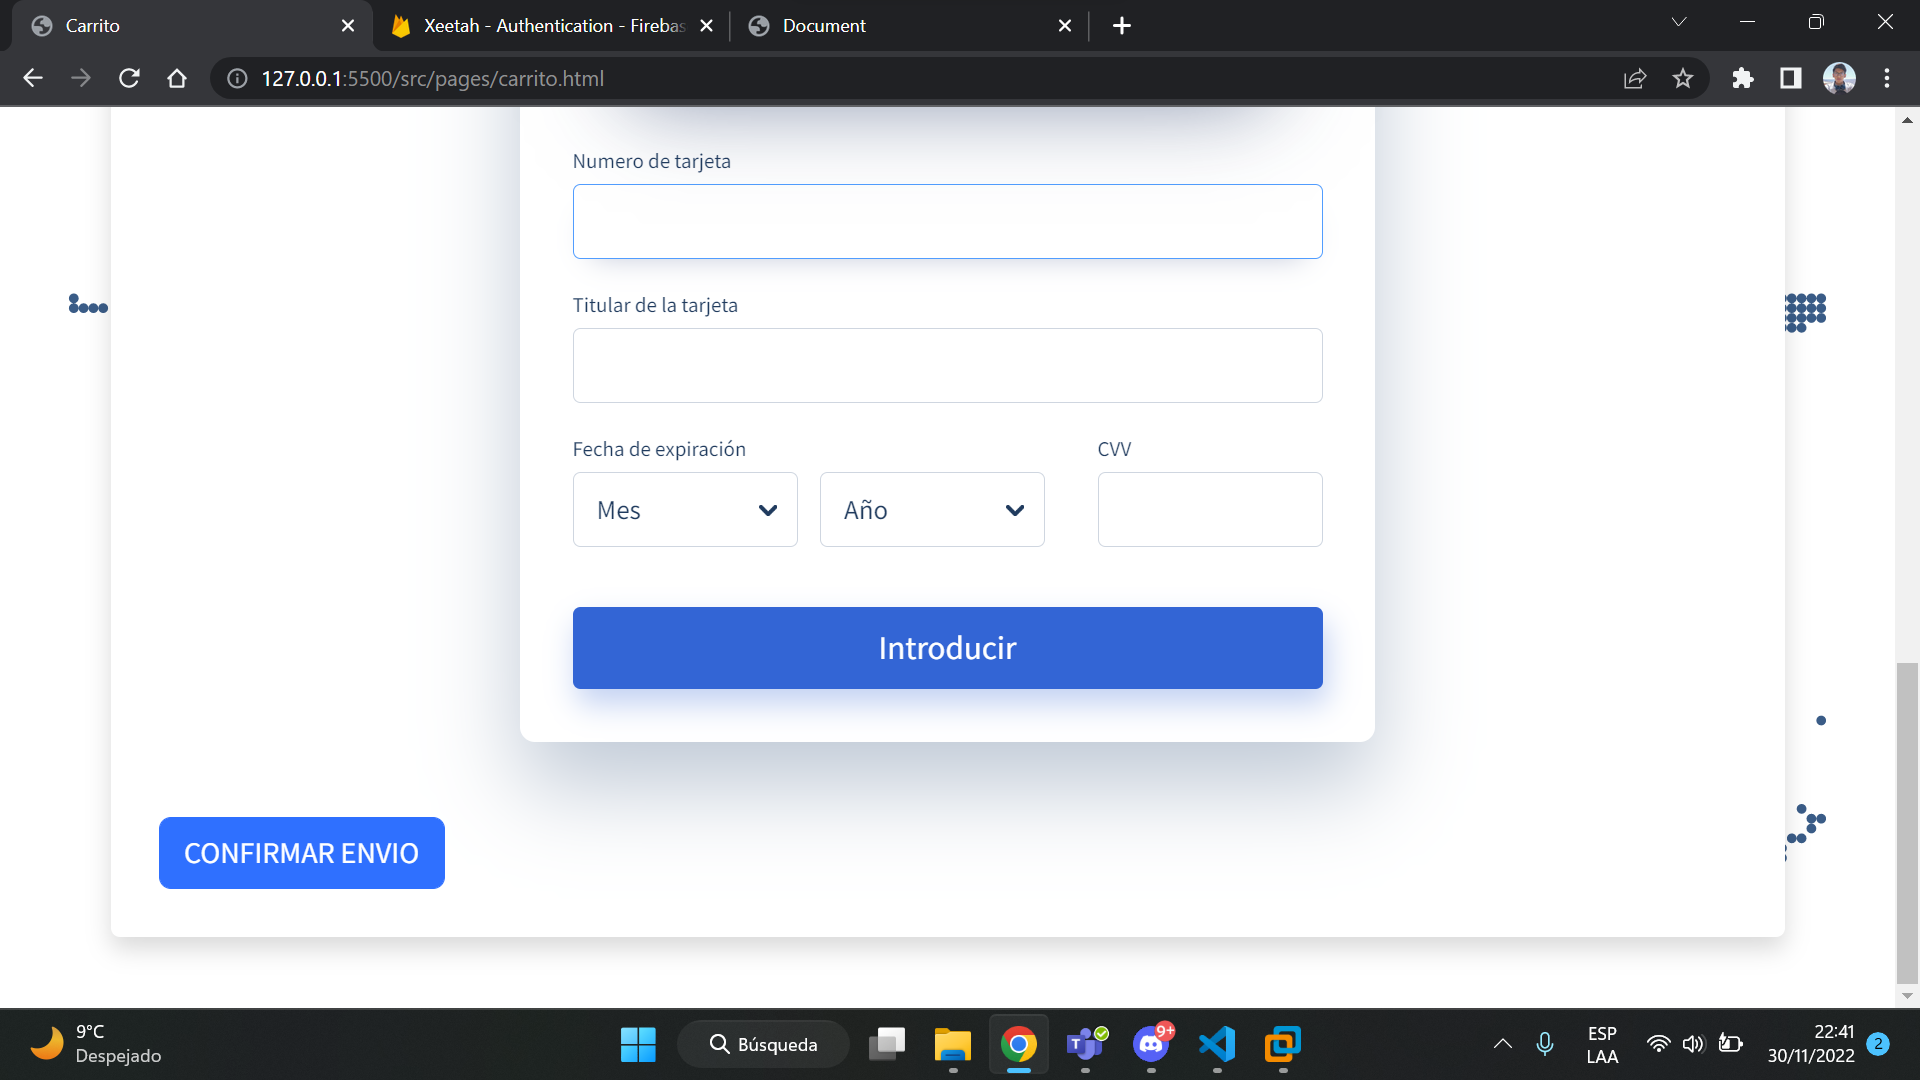 Carrito
Xeetah - Authentication - Firebas
Document
127.0.0.1:5500/src/pages/carrito.html
Numero de tarjeta
Titular de la tarjeta
Fecha de expiración
CVV
Mes
Año
Introducir
CONFIRMAR ENVIO
9°C
Despejado
Búsqueda
9+
ESP
LAA
22:41
30/11/2022
2